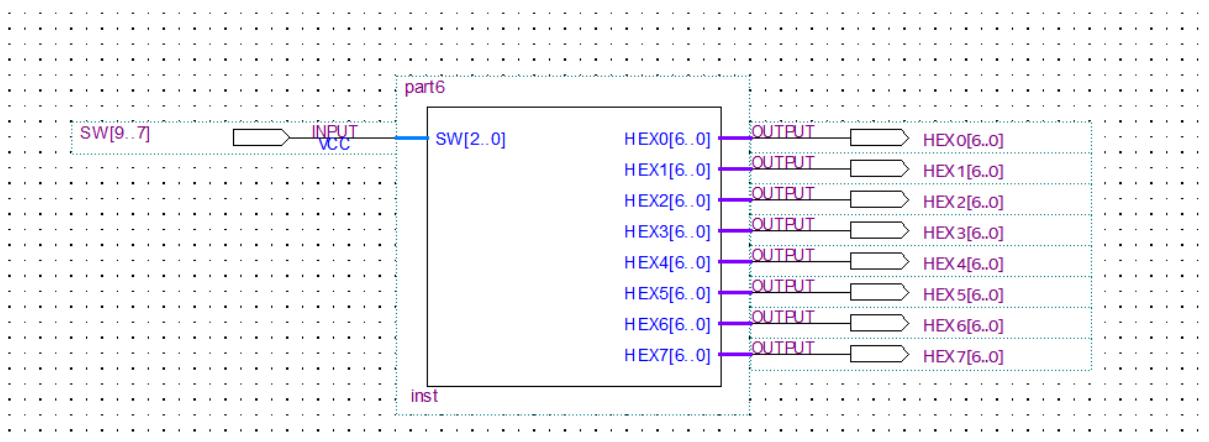 part6
SW[9..7] INPUT VCC SW[2..0] HEX0[6..0] OUTPUT HEX0[6..0]
HEX1[6..0] OUTPUT HEX1[6..0]
HEX2[6..0] OUTPUT HEX2[6..0]
HEX3[6..0] OUTPUT HEX3[6..0]
HEX4[6..0] OUTPUT HEX4[6..0]
HEX5[6..0] OUTPUT HEX5[6..0]
HEX6[6..0] OUTPUT HEX6[6..0]
HEX7[6..0] OUTPUT HEX7[6..0]
inst